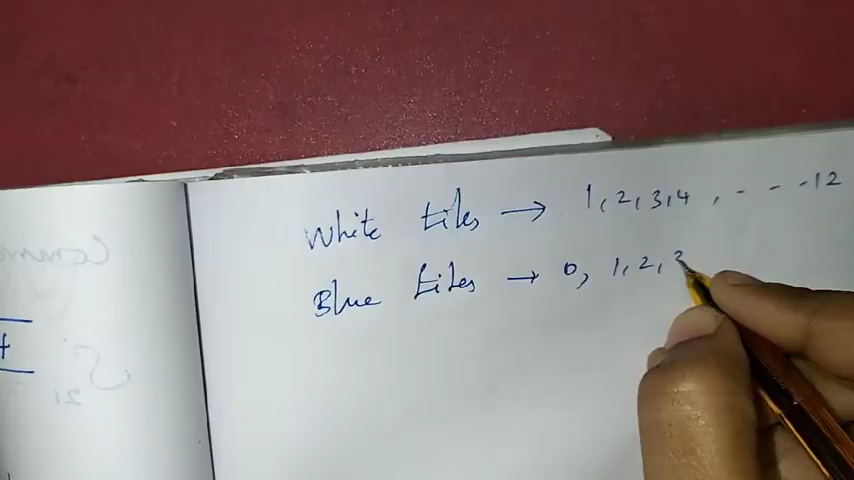 White tiles → 1, 2, 3, 4, - - - 12
Blue tiles → 0, 1, 2, 3